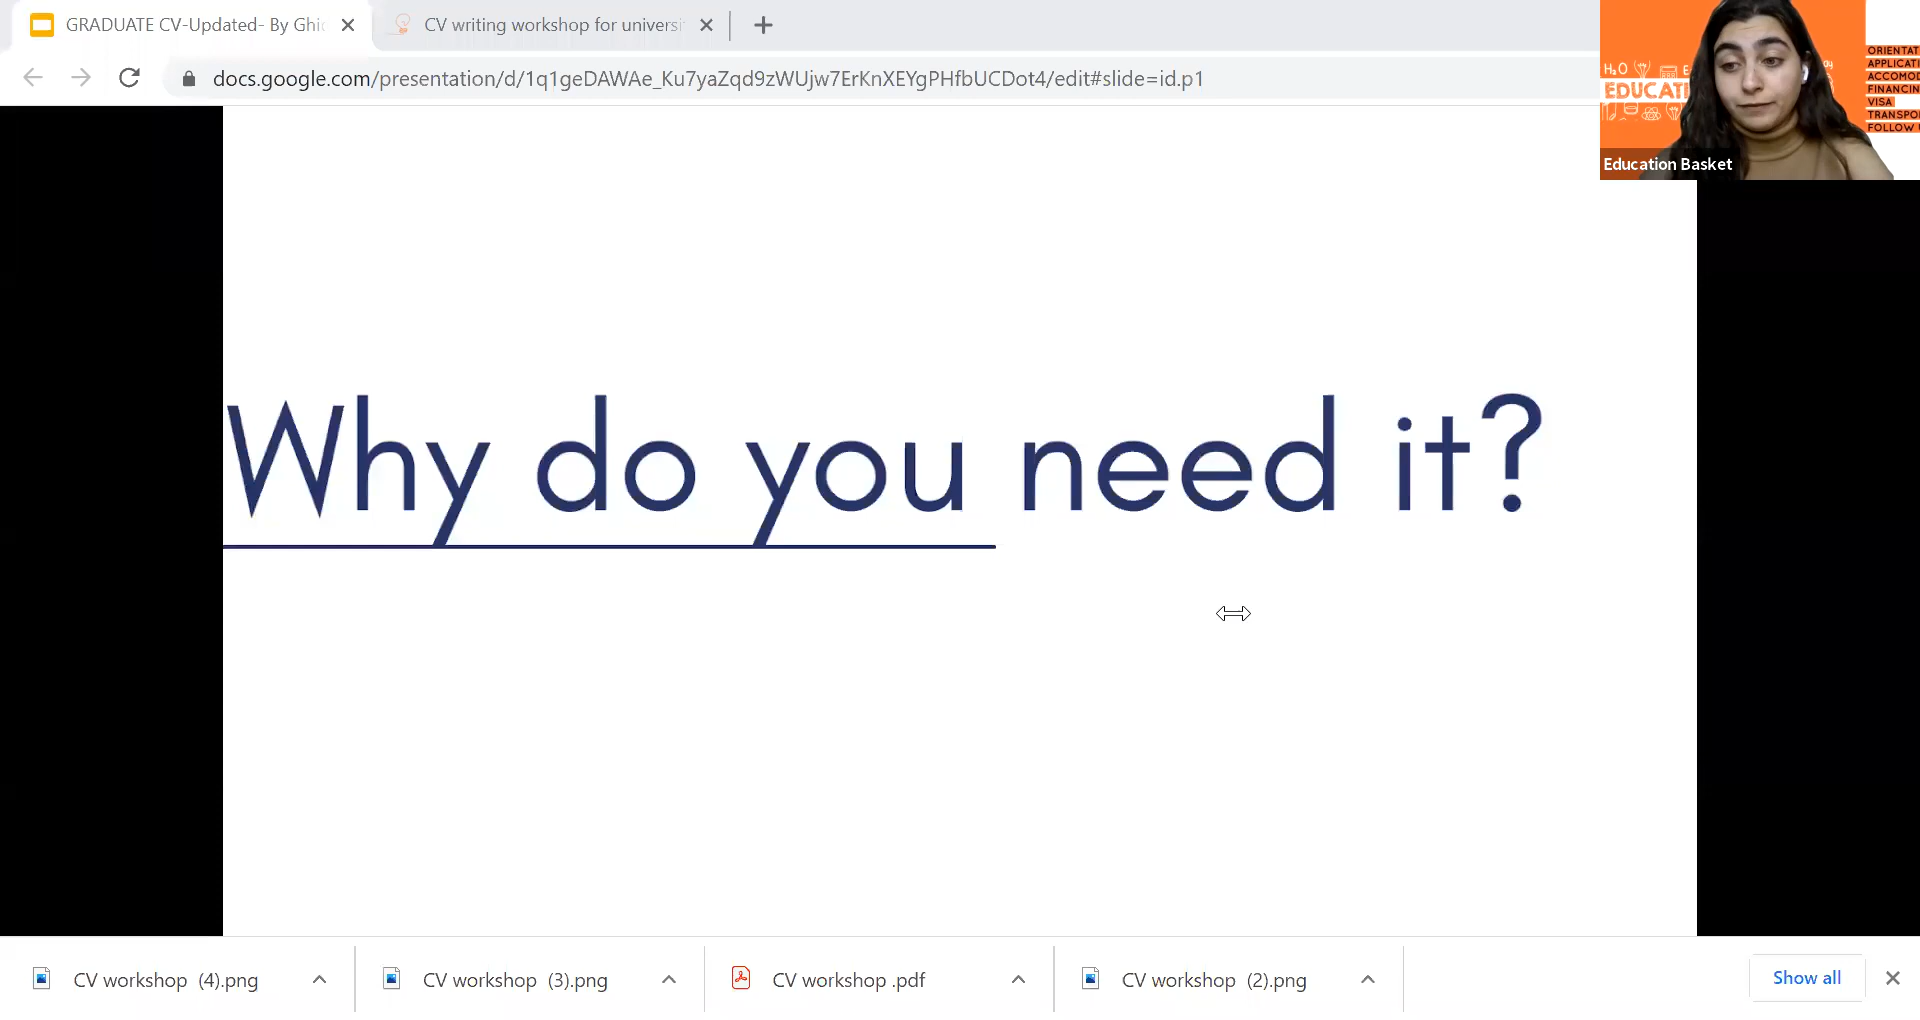 GRADUATE CV-Updated- By Ghi
CV writing workshop for univers
docs.google.com/presentation/d/1q1geDAWAe_Ku7yaZqd9zWUjw7ErKnXEYgPHfbUCDot4/edit#slide=id.p1
H₂O
EDUCATI
ORIENTAT
APPLICATI
ACCOMOD
FINANCIN
VISA
TRANSPO
FOLLOW
Education Basket
Why do you need it?
CV workshop (4).png
CV workshop (3).png
CV workshop .pdf
CV workshop (2).png
Show all